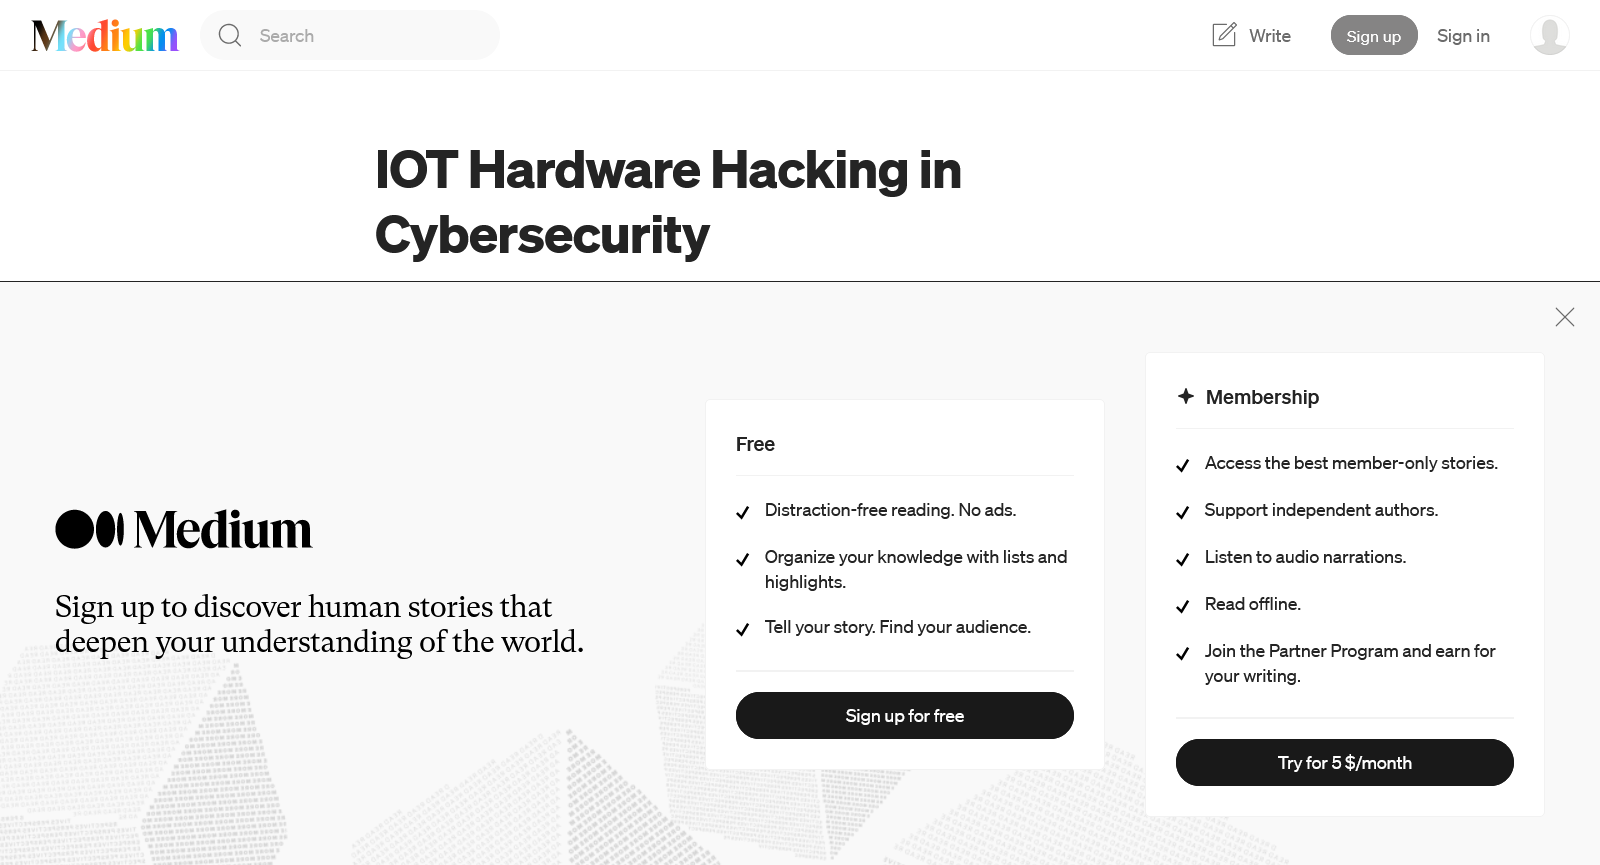 Medium
Search
Write
Sign up
Sign in
IOT Hardware Hacking in
Cybersecurity
Medium
Sign up to discover human stories that
deepen your understanding of the world.
Free
Distraction-free reading. No ads.
Organize your knowledge with lists and
highlights.
Tell your story. Find your audience.
Sign up for free
Membership
Access the best member-only stories.
Support independent authors.
Listen to audio narrations.
Read offline.
Join the Partner Program and earn for
your writing.
Try for 5 $/month